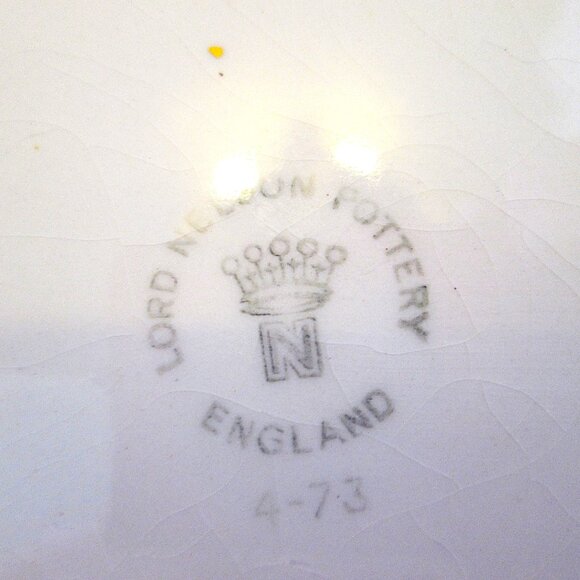 LORD NELSON POTTERY
N
ENGLAND
4-73